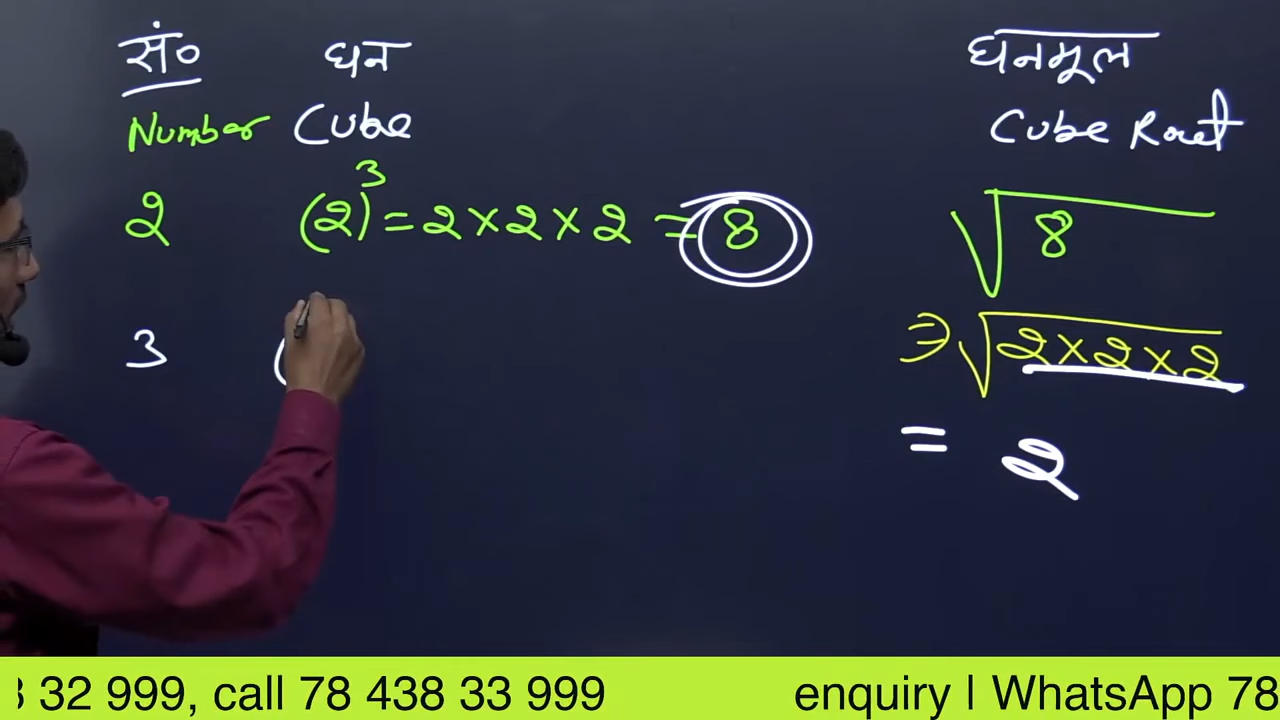 सं० घन घनमूल
Number Cube Cube Root
2 (2)³ = 2 × 2 × 2 = 8 √8
⇒ √2 × 2 × 2
3 (
= 2
32 999, call 78 438 33 999 enquiry | WhatsApp 78